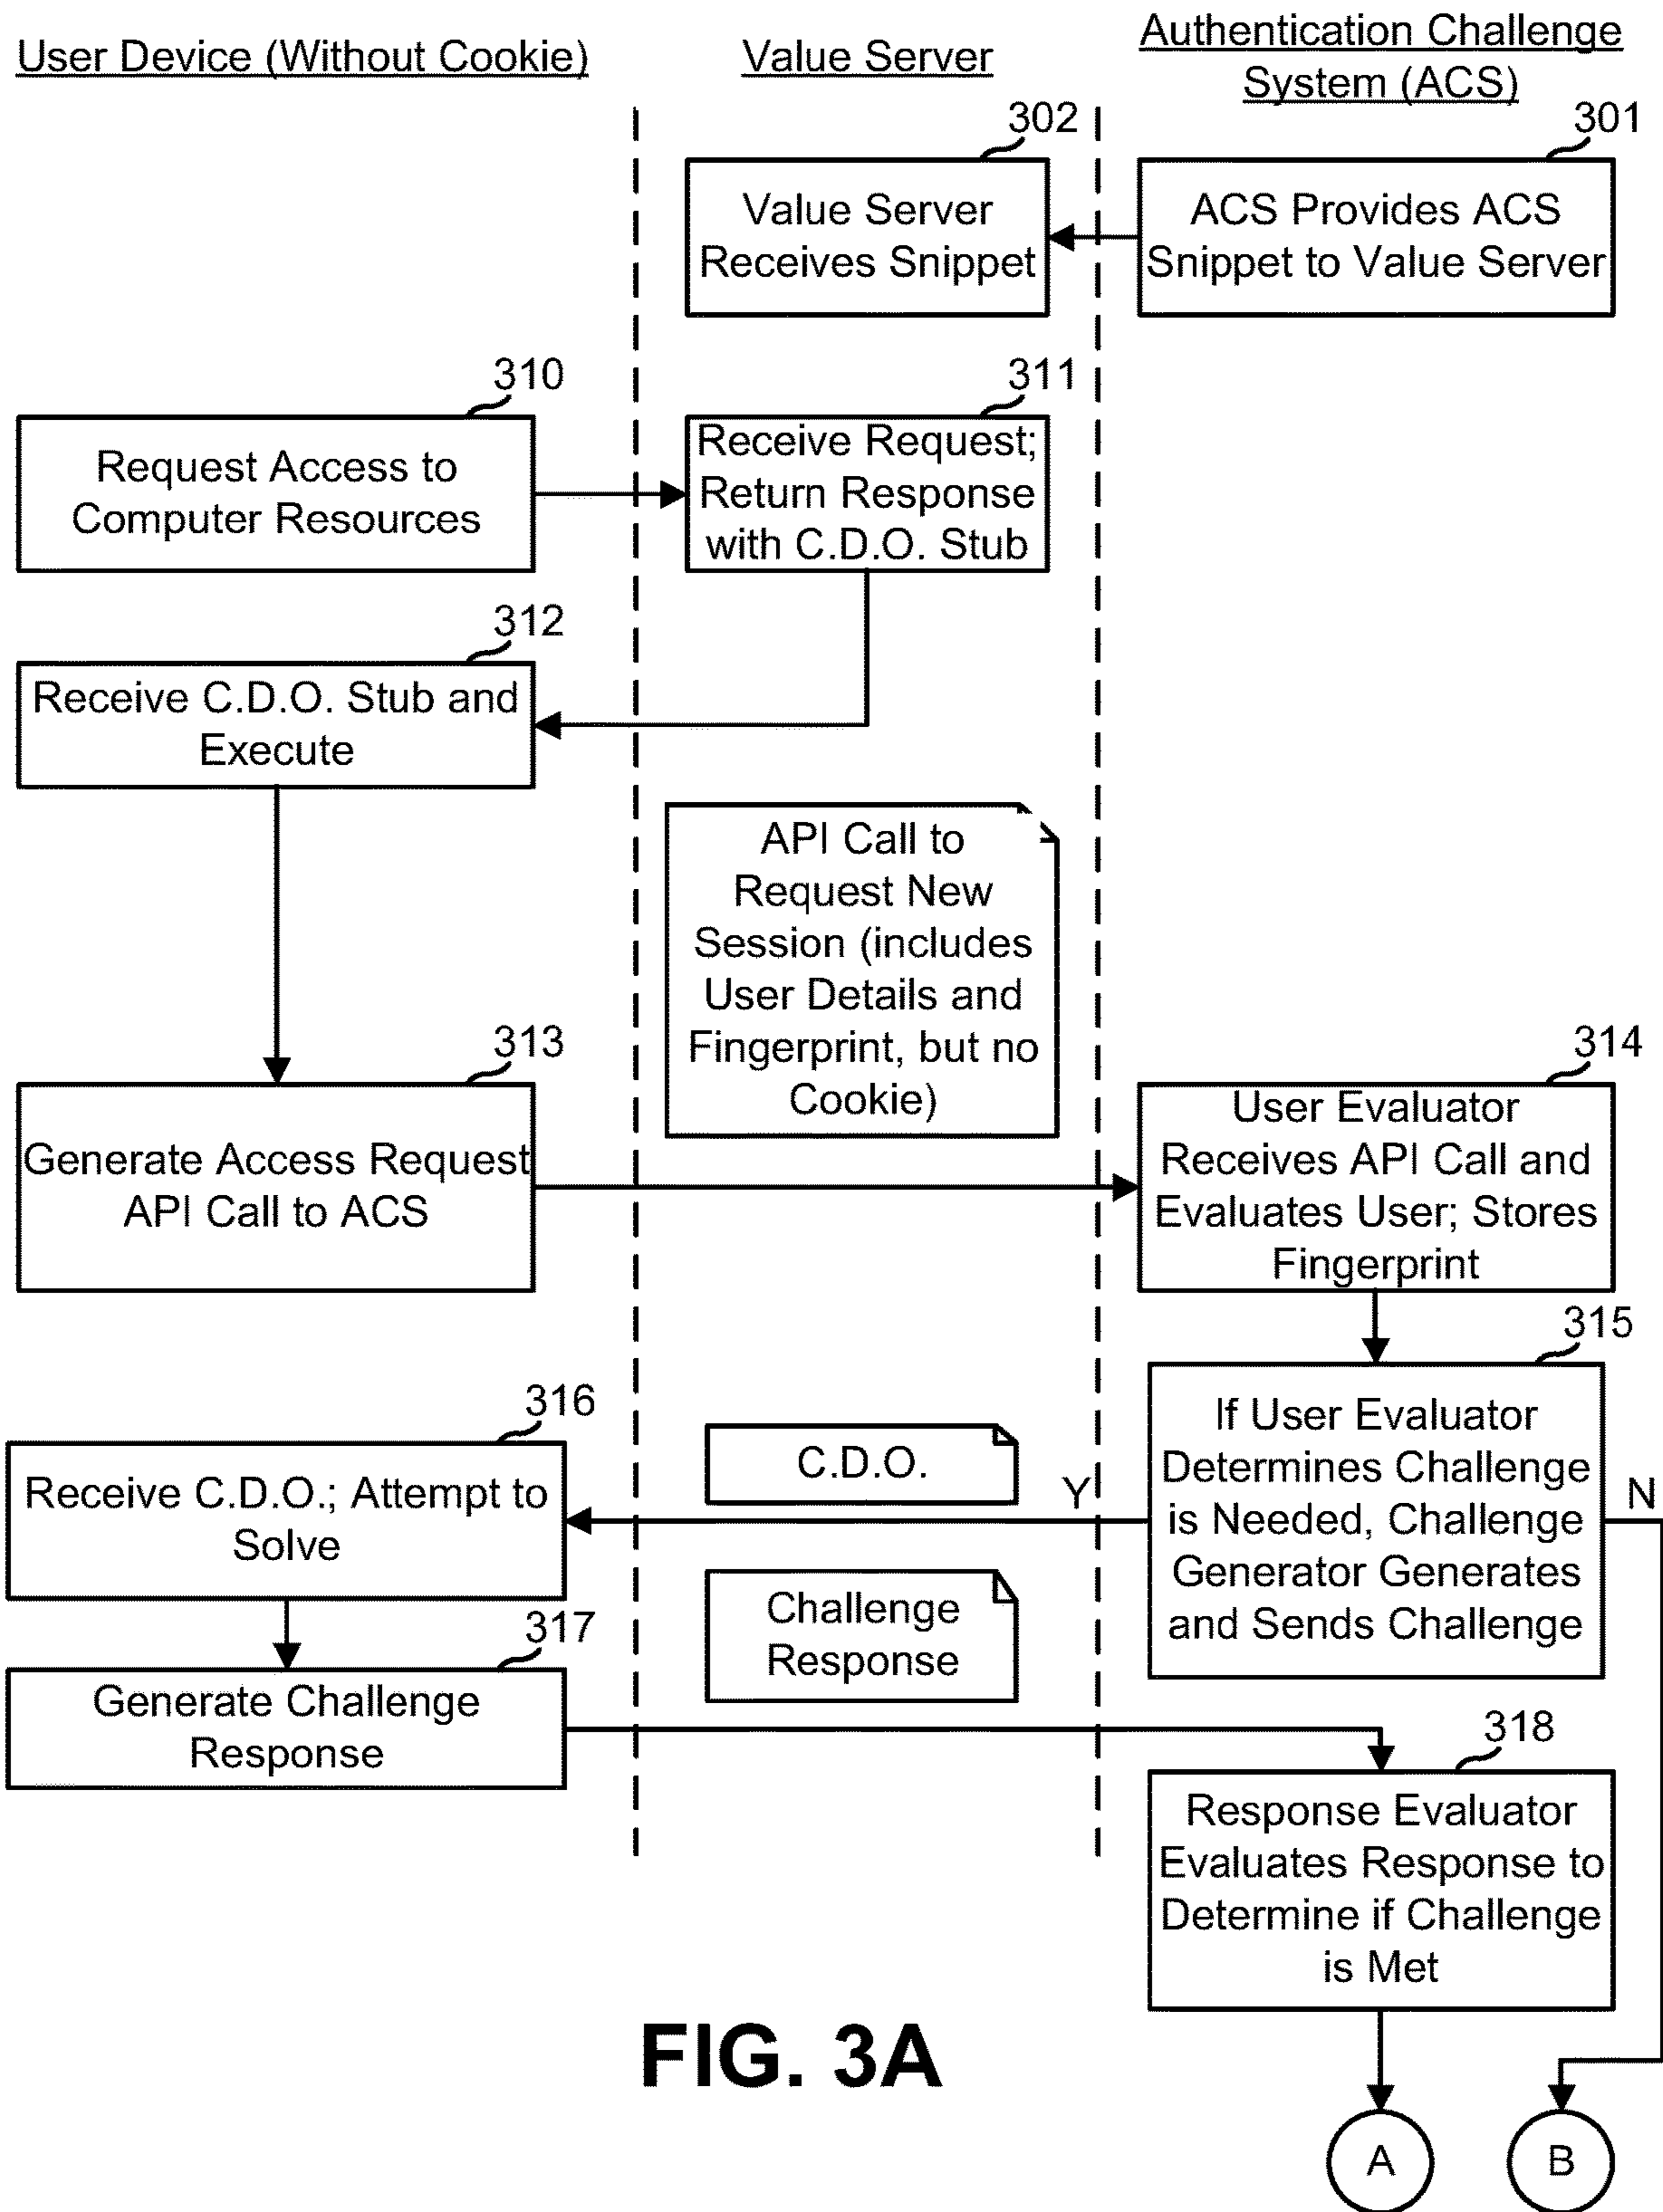 User Device (Without Cookie)
Value Server
Authentication Challenge
System (ACS)
302
301
Value Server
Receives Snippet
ACS Provides ACS
Snippet to Value Server
310
311
Request Access to
Computer Resources
Receive Request;
Return Response
with C.D.O. Stub
312
Receive C.D.O. Stub and
Execute
API Call to
Request New
Session (includes
User Details and
Fingerprint, but no
Cookie)
313
314
Generate Access Request
API Call to ACS
User Evaluator
Receives API Call and
Evaluates User; Stores
Fingerprint
315
316
If User Evaluator
Determines Challenge
is Needed, Challenge
Generator Generates
and Sends Challenge
Y
N
C.D.O.
Receive C.D.O.; Attempt to
Solve
Challenge
Response
317
Generate Challenge
Response
318
Response Evaluator
Evaluates Response to
Determine if Challenge
is Met
FIG. 3A
A
B